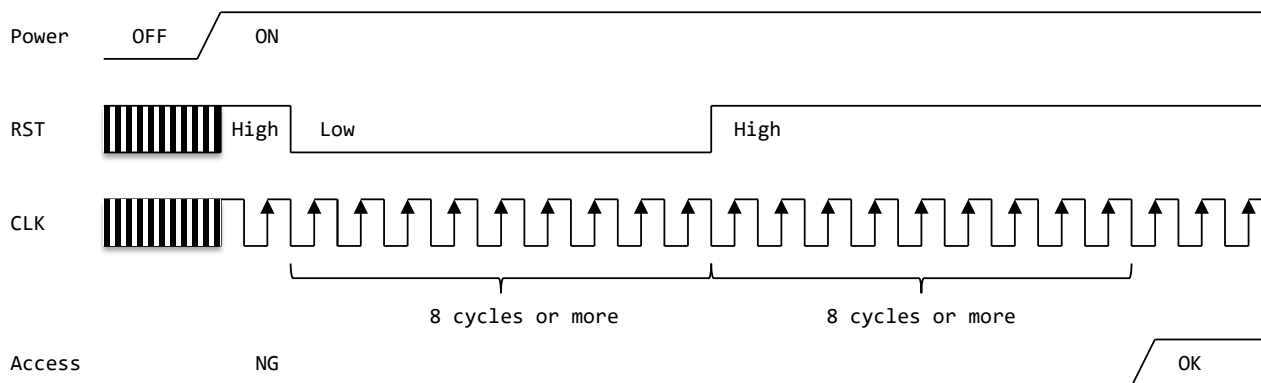 Power OFF ON
RST High Low High
CLK
8 cycles or more 8 cycles or more
Access NG OK